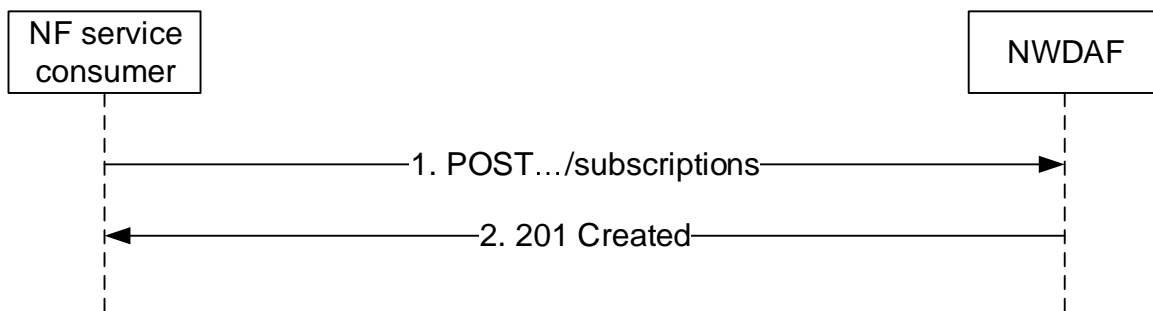 NF service
consumer
NWDAF
1. POST…/subscriptions
2. 201 Created